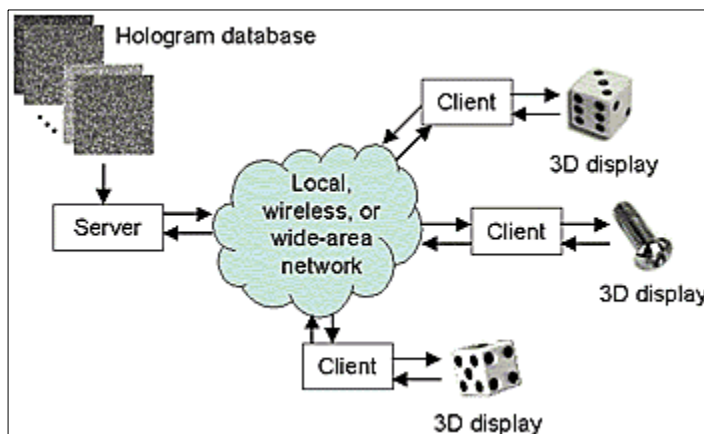 Hologram database
Client
3D display
Local,
wireless, or
wide-area
network
Server
Client
3D display
Client
3D display